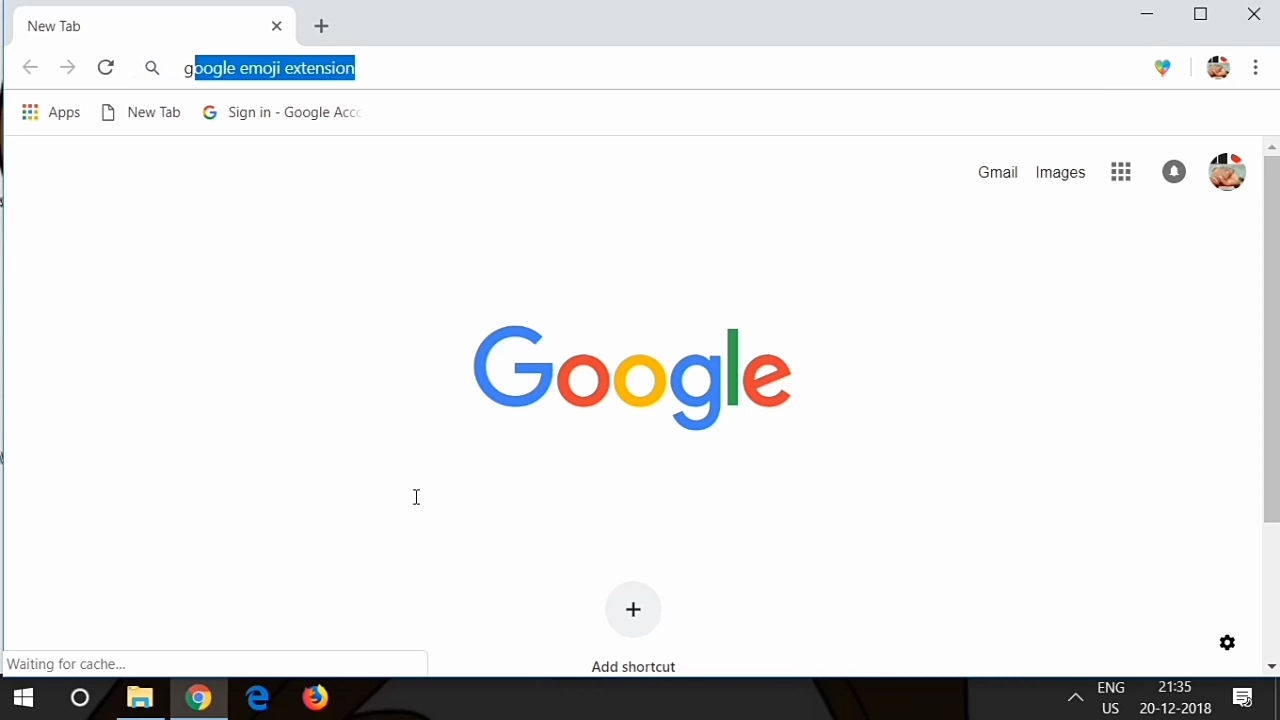 New Tab
google emoji extension
Apps
New Tab
Sign in - Google Acc
Gmail
Images
Google
Add shortcut
Waiting for cache...
ENG
US
21:35
20-12-2018